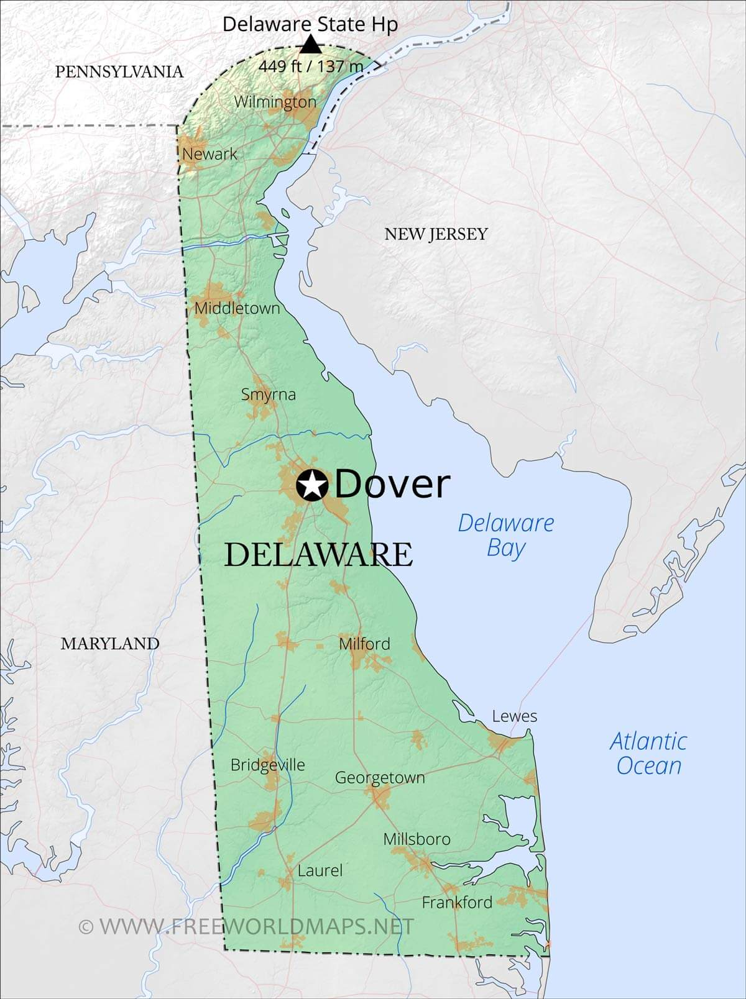 Delaware State Hp
449 ft / 137 m
PENNSYLVANIA
Wilmington
Newark
NEW JERSEY
Middletown
Smyrna
Dover
Delaware
Bay
DELAWARE
MARYLAND
Milford
Lewes
Atlantic
Ocean
Bridgeville
Georgetown
Millsboro
Laurel
Frankford
© WWW.FREEWORLDMAPS.NET